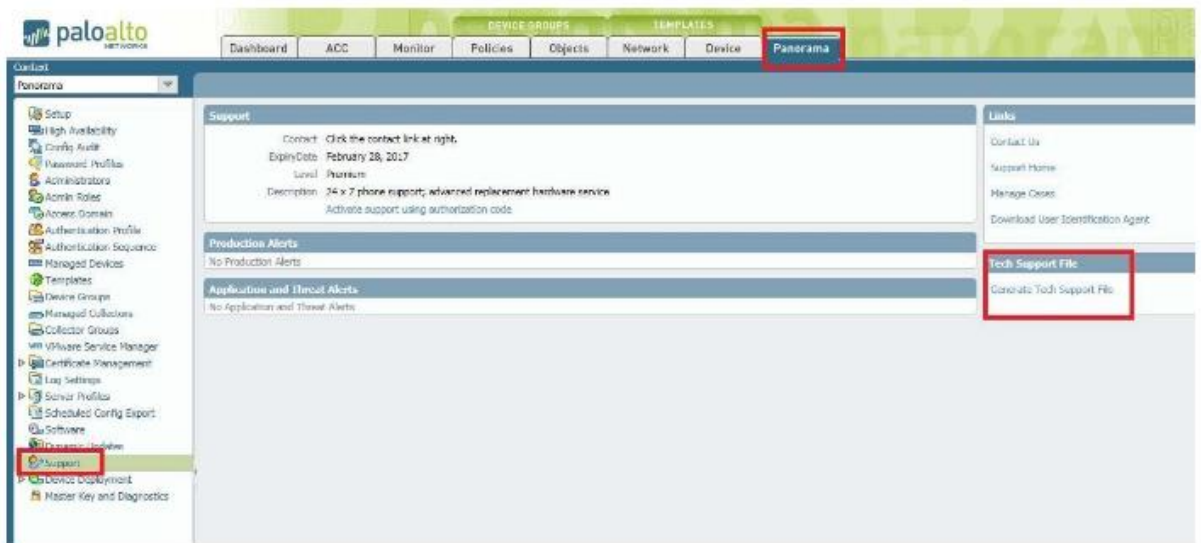 paloalto
NETWORKS
DEVICE GROUPS
TEMPLATES
Dashboard
ACC
Monitor
Policies
Objects
Network
Device
Panorama
Context
Panorama
Setup
High Availability
Config Audit
Password Profiles
Administrators
Admin Roles
Access Domain
Authentication Profile
Authentication Sequence
Managed Devices
Templates
Device Groups
Managed Collectors
Collector Groups
VMware Service Manager
Certificate Management
Log Settings
Server Profiles
Scheduled Config Export
Software
Dynamic Updates
Support
Device Deployment
Master Key and Diagnostics
Support
Contact Click the contact link at right.
ExpiryDate February 28, 2017
Level Premium
Description 24 x 7 phone support; advanced replacement hardware service
Activate support using authorization code
Production Alerts
No Production Alerts
Application and Threat Alerts
No Application and Threat Alerts
Links
Contact Us
Support Home
Manage Cases
Download User Identification Agent
Tech Support File
Generate Tech Support File